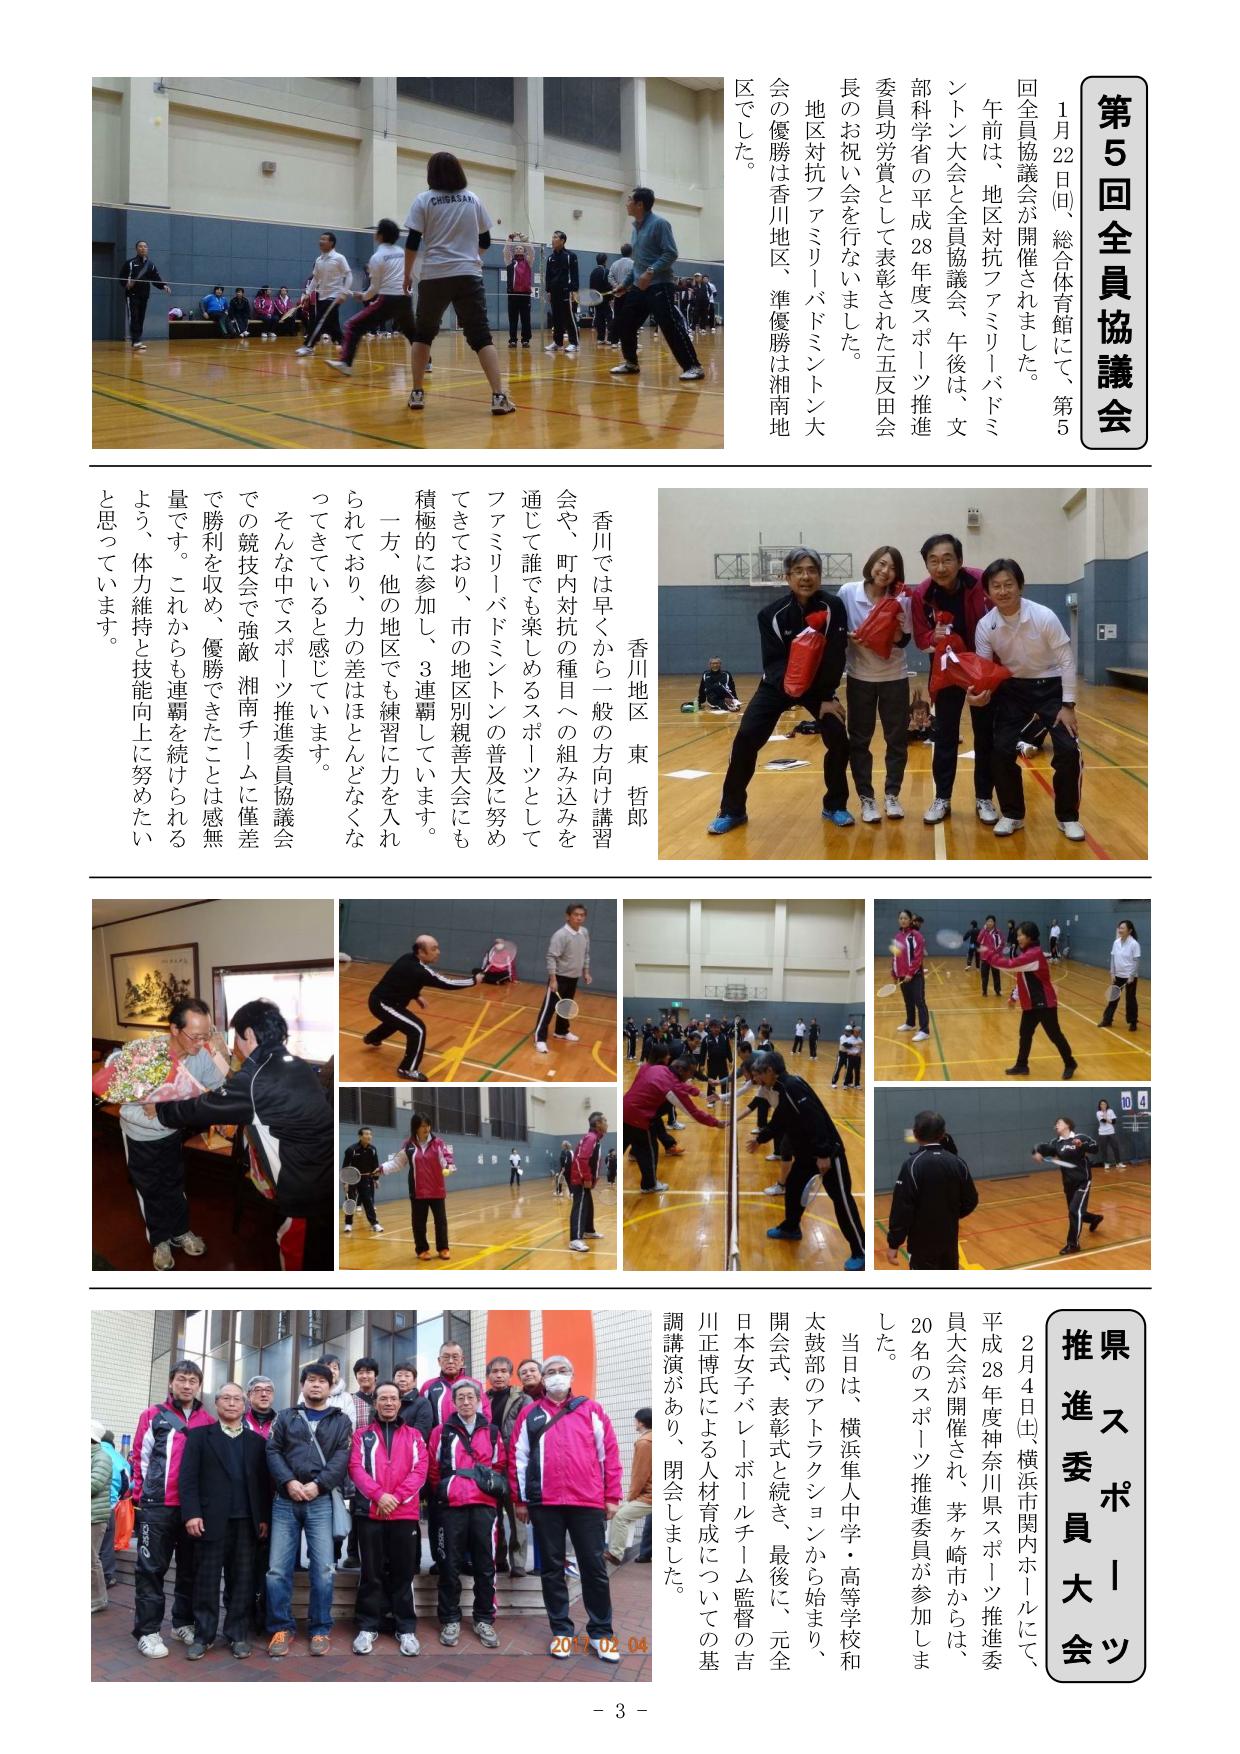 第５回全員協議会
１月22日㈰、総合体育館にて、第５
回全員協議会が開催されました。
午前は、地区対抗ファミリーバドミ
ントン大会と全員協議会、午後は、文
部科学省の平成28年度スポーツ推進
委員功労賞として表彰された五反田会
長のお祝い会を行ないました。
地区対抗ファミリーバドミントン大
会の優勝は香川地区、準優勝は湘南地
区でした。
CHIGASAKI
香川地区　東　哲郎
香川では早くから一般の方向け講習
会や、町内対抗の種目への組み込みを
通じて誰でも楽しめるスポーツとして
ファミリーバドミントンの普及に努め
てきており、市の地区別親善大会にも
積極的に参加し、３連覇しています。
一方、他の地区でも練習に力を入れ
られており、力の差はほとんどなくな
ってきていると感じています。
そんな中でスポーツ推進委員協議会
での競技会で強敵 湘南チームに僅差
で勝利を収め、優勝できたことは感無
量です。これからも連覇を続けられる
よう、体力維持と技能向上に努めたい
と思っています。
10 4
県スポーツ
推進委員大会
２月４日㈯、横浜市関内ホールにて、
平成28年度神奈川県スポーツ推進委
員大会が開催され、茅ヶ崎市からは、
20名のスポーツ推進委員が参加しま
した。
当日は、横浜隼人中学・高等学校和
太鼓部のアトラクションから始まり、
開会式、表彰式と続き、最後に、元全
日本女子バレーボールチーム監督の吉
川正博氏による人材育成についての基
調講演があり、閉会しました。
asics
asics
2017 02 04
- 3 -